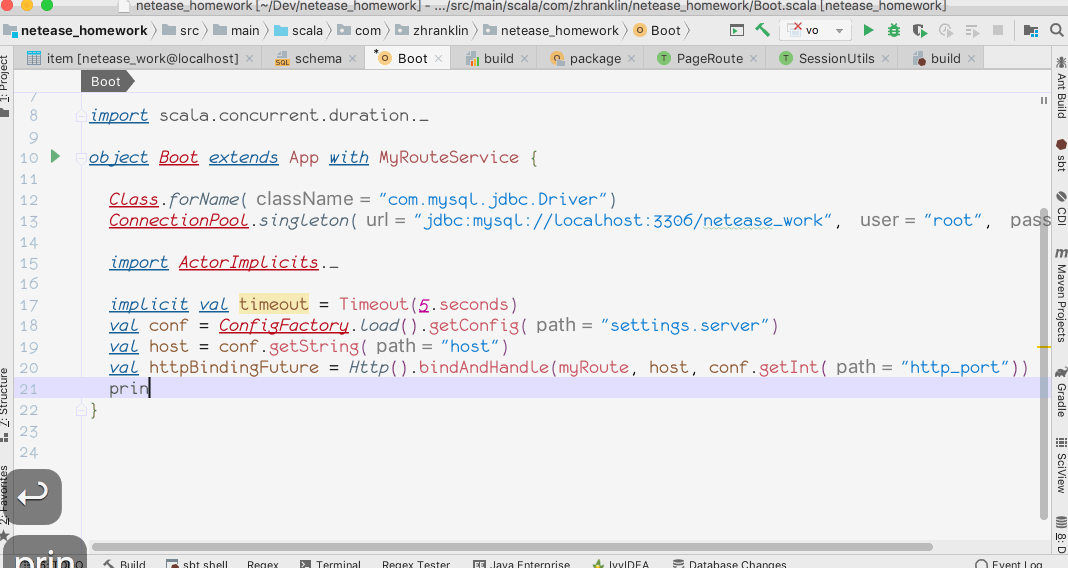 netease_homework [~/Dev/netease_homework] - .../src/main/scala/com/zhranklin/netease_homework/Boot.scala [netease_homework]
netease_homework src main scala com zhranklin netease_homework Boot vo
item [netease_work@localhost] schema Boot build package PageRoute SessionUtils build
Boot
7
8 import scala.concurrent.duration._
9
10 object Boot extends App with MyRouteService {
11
12 Class.forName( className = "com.mysql.jdbc.Driver")
13 ConnectionPool.singleton( url = "jdbc:mysql://localhost:3306/netease_work", user = "root", pass
14
15 import ActorImplicits._
16
17 implicit val timeout = Timeout(5.seconds)
18 val conf = ConfigFactory.load().getConfig( path = "settings.server")
19 val host = conf.getString( path = "host")
20 val httpBindingFuture = Http().bindAndHandle(myRoute, host, conf.getInt( path = "http_port"))
21 prin
22 }
23
24
1: Project
Z: Structure
2: Favorites
Ant Build
sbt
CDI
m
Maven Projects
Gradle
SciView
8: D
prin
Build sbt shell Regex Terminal Regex Tester Java Enterprise IvyIDEA Database Changes Event Log